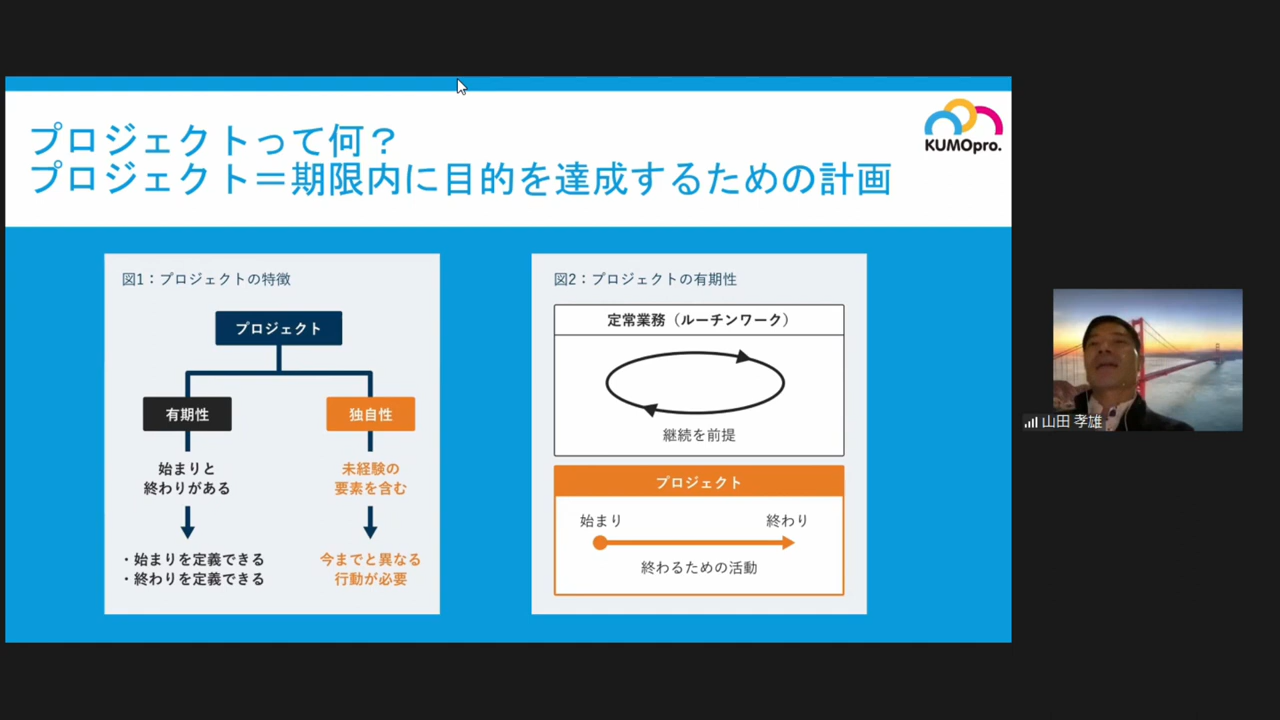 プロジェクトって何？
プロジェクト＝期限内に目的を達成するための計画
KUMOpro.
図1：プロジェクトの特徴
プロジェクト
有期性
独自性
始まりと
終わりがある
未経験の
要素を含む
・始まりを定義できる
・終わりを定義できる
今までと異なる
行動が必要
図2：プロジェクトの有期性
定常業務（ルーチンワーク）
継続を前提
プロジェクト
始まり
終わり
終わるための活動
山田 孝雄